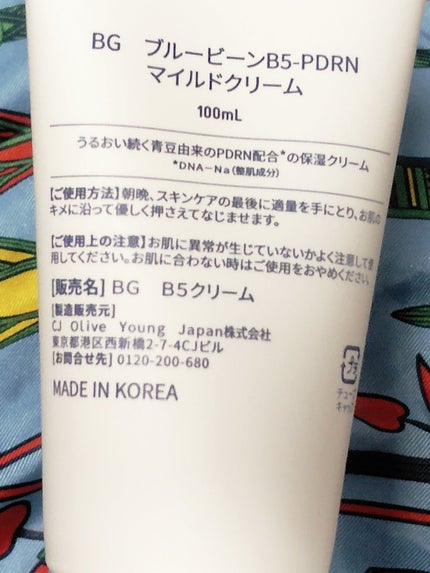 BG　ブルービーンB5-PDRN
マイルドクリーム
100mL
うるおい続く青豆由来のPDRN配合*の保湿クリーム
*DNA-Na(整肌成分)
【ご使用方法】朝晩、スキンケアの最後に適量を手にとり、お肌の
キメに沿って優しく押さえてなじませます。
【ご使用上の注意】お肌に異常が生じていないかよく注意して使
用してください。お肌に合わない時はご使用をおやめください。
[販売名] BG　B5クリーム
[製造販売元]
CJ Olive Young Japan株式会社
東京都港区西新橋2-7-4CJビル
[お問合せ先] 0120-200-680
MADE IN KOREA
プラ
チュー
キャッ